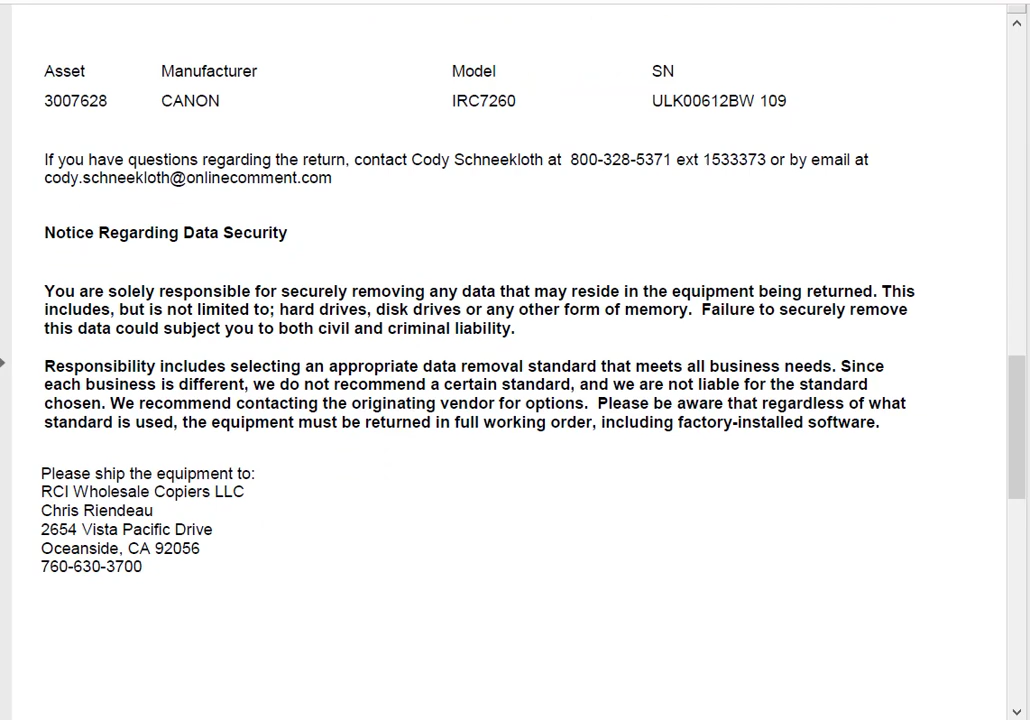 Asset Manufacturer Model SN
3007628 CANON IRC7260 ULK00612BW 109
If you have questions regarding the return, contact Cody Schneekloth at  800-328-5371 ext 1533373 or by email at
cody.schneekloth@onlinecomment.com
Notice Regarding Data Security
You are solely responsible for securely removing any data that may reside in the equipment being returned. This
includes, but is not limited to; hard drives, disk drives or any other form of memory.  Failure to securely remove
this data could subject you to both civil and criminal liability.
Responsibility includes selecting an appropriate data removal standard that meets all business needs. Since
each business is different, we do not recommend a certain standard, and we are not liable for the standard
chosen. We recommend contacting the originating vendor for options.  Please be aware that regardless of what
standard is used, the equipment must be returned in full working order, including factory-installed software.
Please ship the equipment to:
RCI Wholesale Copiers LLC
Chris Riendeau
2654 Vista Pacific Drive
Oceanside, CA 92056
760-630-3700